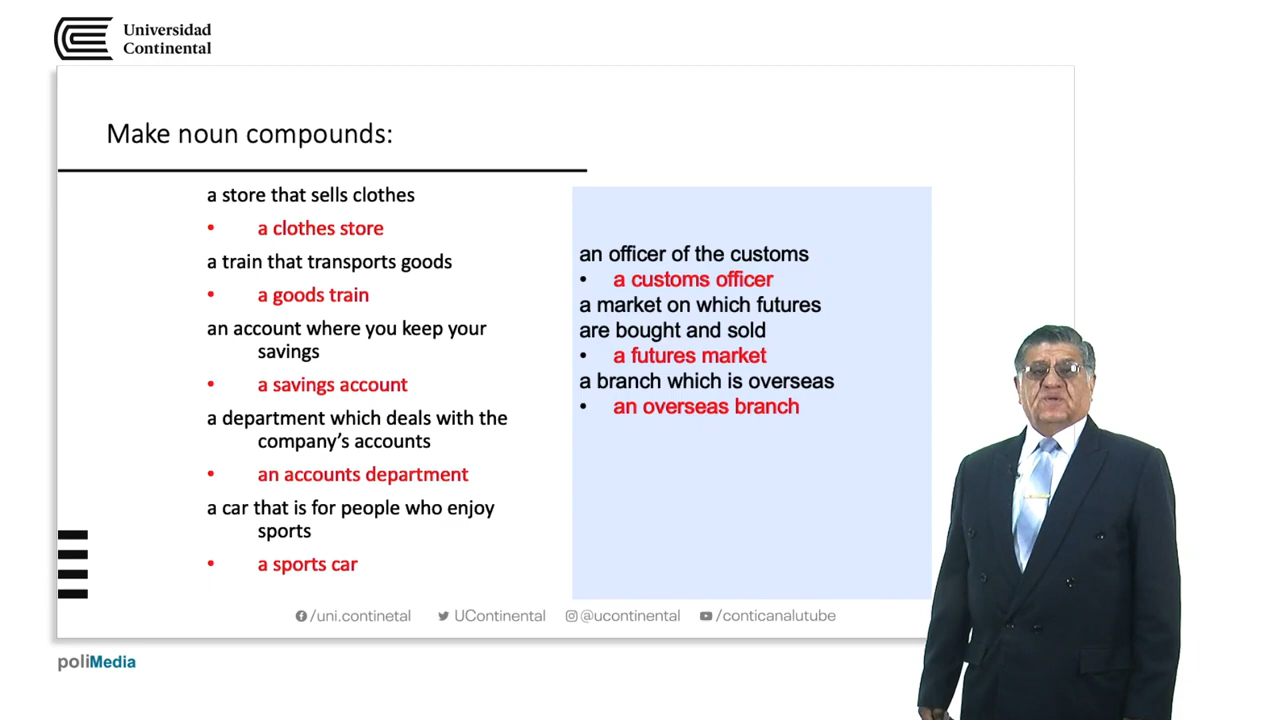 Universidad
Continental
Make noun compounds:
a store that sells clothes
• a clothes store
a train that transports goods
• a goods train
an account where you keep your
savings
• a savings account
a department which deals with the
company's accounts
• an accounts department
a car that is for people who enjoy
sports
• a sports car
an officer of the customs
• a customs officer
a market on which futures
are bought and sold
• a futures market
a branch which is overseas
• an overseas branch
/uni.continetal UContinental @ucontinental /conticanalutube
poliMedia